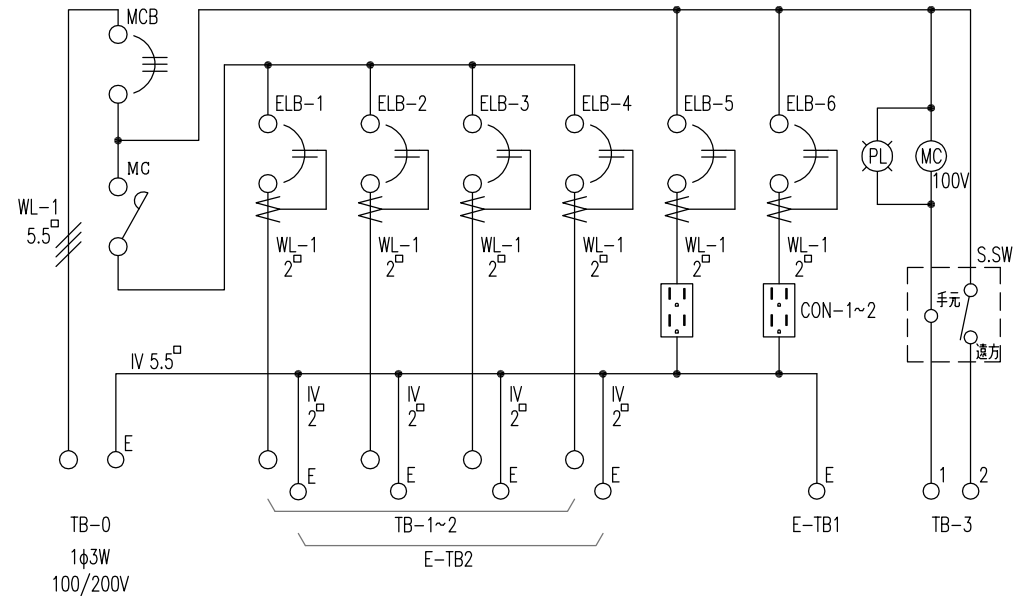 MCB
ELB-1
ELB-2
ELB-3
ELB-4
ELB-5
ELB-6
MC
PL
MC
100V
WL-1
5.5□
WL-1
2□
WL-1
2□
WL-1
2□
WL-1
2□
WL-1
2□
WL-1
2□
S.SW
手元
CON-1~2
遠方
IV 5.5□
IV
2□
IV
2□
IV
2□
IV
2□
E
E
E
E
E
E
1
2
TB-0
TB-1~2
E-TB1
TB-3
1φ3W
E-TB2
100/200V